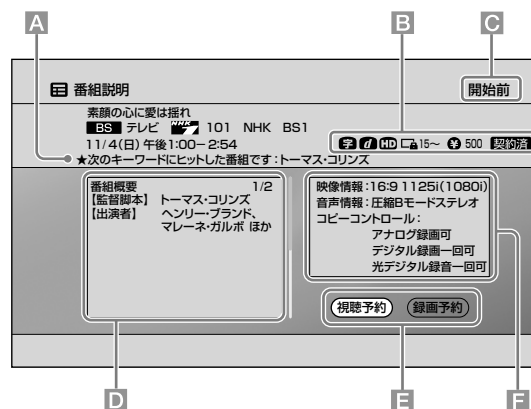 A
B
C
番組説明
開始前
素顔の心に愛は揺れ
BS テレビ NHK 101 NHK BS1
11/4(日)午後1:00−2:54
字 d HD 15〜 ¥ 500 契約済
★次のキーワードにヒットした番組です:トーマス・コリンズ
番組概要 1/2
【監督脚本】 トーマス・コリンズ
【出演者】 ヘンリー・ブランド、
マレーネ・ガルボ ほか
映像情報:16:9 1125i(1080i)
音声情報:圧縮Bモードステレオ
コピーコントロール:
アナログ録画可
デジタル録画一回可
光デジタル録音一回可
視聴予約
録画予約
D
E
F